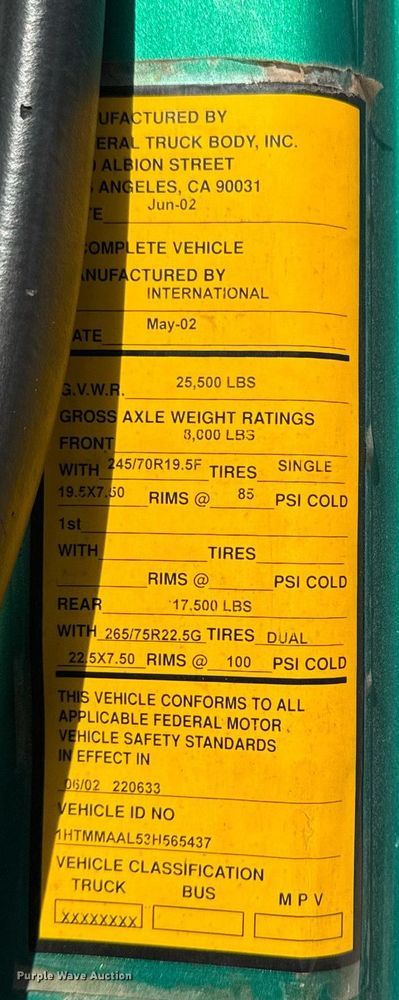 UFACTURED BY
ERAL TRUCK BODY, INC.
ALBION STREET
ANGELES, CA 90031
TE Jun-02
COMPLETE VEHICLE
ANUFACTURED BY
INTERNATIONAL
ATE May-02
G.V.W.R. 25,500 LBS
GROSS AXLE WEIGHT RATINGS
FRONT 8,000 LBS
WITH 245/70R19.5F TIRES SINGLE
19.5X7.50 RIMS @ 85 PSI COLD
1st
WITH TIRES
RIMS @ PSI COLD
REAR 17,500 LBS
WITH 265/75R22.5G TIRES DUAL
22.5X7.50 RIMS @ 100 PSI COLD
THIS VEHICLE CONFORMS TO ALL
APPLICABLE FEDERAL MOTOR
VEHICLE SAFETY STANDARDS
IN EFFECT IN
06/02 220633
VEHICLE ID NO
1HTMMAAL53H565437
VEHICLE CLASSIFICATION
TRUCK BUS MPV
XXXXXXXX
Purple Wave Auction